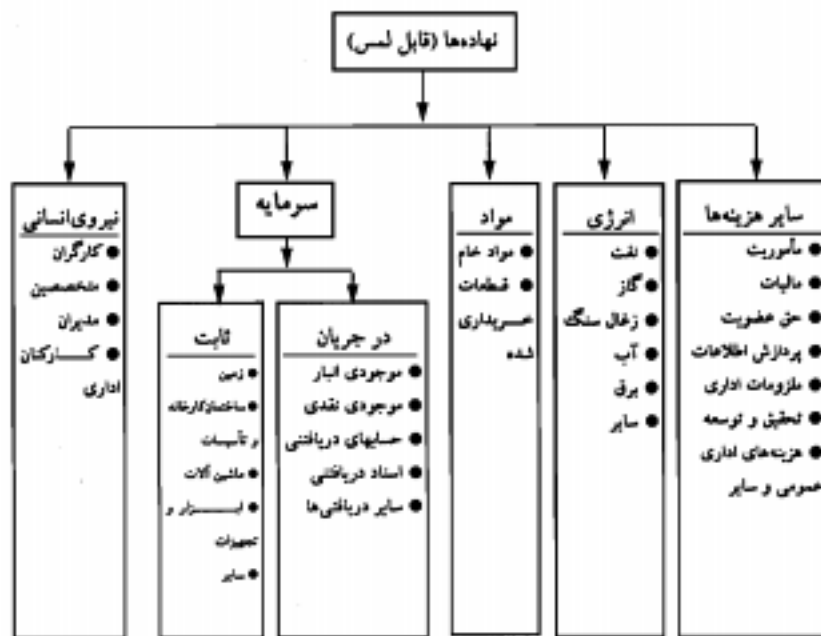 نهاده‌ها (قابل لمس)
سایر هزینه‌ها
● مأموریت
● مالیات
● حق عضویت
● پردازش اطلاعات
● ملزومات اداری
● تحقیق و توسعه
● هزینه‌های اداری
عمومی و سایر
انرژی
● نفت
● گاز
● زغال سنگ
● آب
● برق
● سایر
مواد
● مواد خام
● قطعات
خریداری
شده
سرمایه
در جریان
● موجودی انبار
● موجودی نقدی
● حسابهای دریافتنی
● اسناد دریافتنی
● سایر دریافتنی‌ها
ثابت
● زمین
● ساختمان‌کارخانه
و تأسیسات
● ماشین آلات
● ابزار و
تجهیزات
● سایر
نیروی‌انسانی
● کارگران
● متخصصین
● مدیران
● کارکنان
اداری